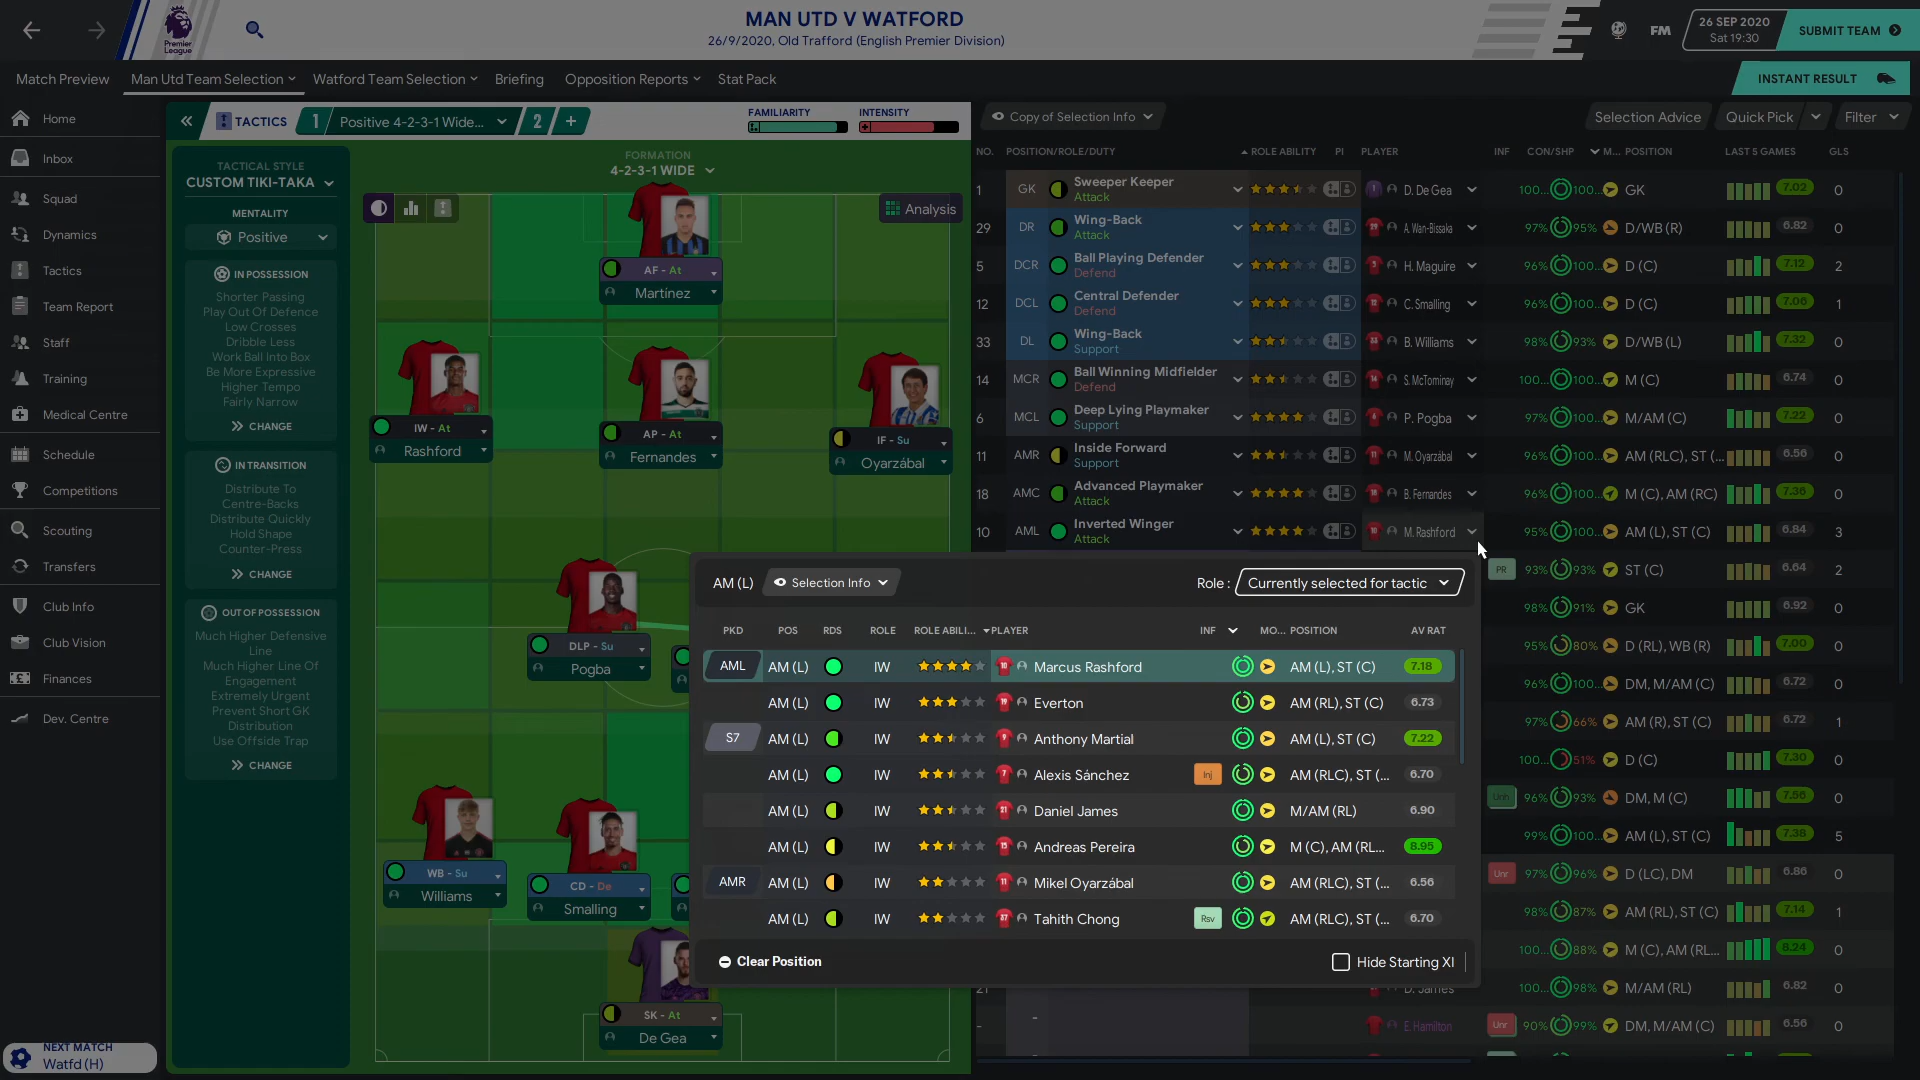 MAN UTD V WATFORD
26/9/2020, Old Trafford (English Premier Division)
Premier League
FM
26 SEP 2020
Sat 19:30
SUBMIT TEAM
Match Preview
Man Utd Team Selection
Watford Team Selection
Briefing
Opposition Reports
Stat Pack
INSTANT RESULT
Home
Inbox
Squad
Dynamics
Tactics
Team Report
Staff
Training
Medical Centre
Schedule
Competitions
Scouting
Transfers
Club Info
Club Vision
Finances
Dev. Centre
NEXT MATCH
Watfd (H)
TACTICS
1 Positive 4-2-3-1 Wide... 2 +
FAMILIARITY
INTENSITY
TACTICAL STYLE
CUSTOM TIKI-TAKA
MENTALITY
Positive
IN POSSESSION
Shorter Passing
Play Out Of Defence
Low Crosses
Dribble Less
Work Ball Into Box
Be More Expressive
Higher Tempo
Fairly Narrow
CHANGE
IN TRANSITION
Distribute To
Centre-Backs
Distribute Quickly
Hold Shape
Counter-Press
CHANGE
OUT OF POSSESSION
Much Higher Defensive
Line
Much Higher Line Of
Engagement
Extremely Urgent
Prevent Short GK
Distribution
Use Offside Trap
CHANGE
FORMATION
4-2-3-1 WIDE
Analysis
AF - At
Martínez
IW - At
Rashford
AP - At
Fernandes
IF - Su
Oyarzábal
DLP - Su
Pogba
WB - Su
Williams
CD - De
Smalling
SK - At
De Gea
Copy of Selection Info
Selection Advice
Quick Pick
Filter
NO. POSITION/ROLE/DUTY ROLE ABILITY PI PLAYER INF CON/SHP M... POSITION LAST 5 GAMES GLS
1 GK Sweeper Keeper Attack D. De Gea 100... 100... GK 7.02 0
29 DR Wing-Back Attack A. Wan-Bissaka 97% 95% D/WB (R) 6.82 0
5 DCR Ball Playing Defender Defend H. Maguire 96% 100... D (C) 7.12 2
12 DCL Central Defender Defend C. Smalling 96% 100... D (C) 7.06 1
33 DL Wing-Back Support B. Williams 98% 93% D/WB (L) 7.32 0
14 MCR Ball Winning Midfielder Defend S. McTominay 100... 100... M (C) 6.74 0
6 MCL Deep Lying Playmaker Support P. Pogba 97% 100... M/AM (C) 7.22 0
11 AMR Inside Forward Support M. Oyarzábal 96% 100... AM (RLC), ST (... 6.56 0
18 AMC Advanced Playmaker Attack B. Fernandes 96% 100... M (C), AM (RC) 7.36 0
10 AML Inverted Winger Attack M. Rashford 95% 100... AM (L), ST (C) 6.84 3
PR 93% 93% ST (C) 6.64 2
98% 91% GK 6.92 0
95% 80% D (RL), WB (R) 7.00 0
96% 100... DM, M/AM (C) 6.72 0
97% 66% AM (R), ST (C) 6.72 1
100... 51% D (C) 7.30 0
Unh 96% 93% DM, M (C) 7.56 0
99% 100... AM (L), ST (C) 7.38 5
Unr 97% 96% D (LC), DM 6.86 0
98% 87% AM (RL), ST (C) 7.14 1
100... 88% M (C), AM (RL... 8.24 0
21 - D. James 100... 98% M/AM (RL) 6.82 0
- E. Hamilton Unr 90% 99% DM, M/AM (C) 6.56 0
AM (L)
Selection Info
Role : Currently selected for tactic
PKD POS RDS ROLE ROLE ABILI... PLAYER INF MO... POSITION AV RAT
AML AM (L) IW 10 Marcus Rashford AM (L), ST (C) 7.18
AM (L) IW 19 Everton AM (RL), ST (C) 6.73
S7 AM (L) IW 9 Anthony Martial AM (L), ST (C) 7.22
AM (L) IW 7 Alexis Sánchez Inj AM (RLC), ST (... 6.70
AM (L) IW 21 Daniel James M/AM (RL) 6.90
AM (L) IW 15 Andreas Pereira M (C), AM (RL... 8.95
AMR AM (L) IW 11 Mikel Oyarzábal AM (RLC), ST (... 6.56
AM (L) IW 37 Tahith Chong Rsv AM (RLC), ST (... 6.70
Clear Position
Hide Starting XI